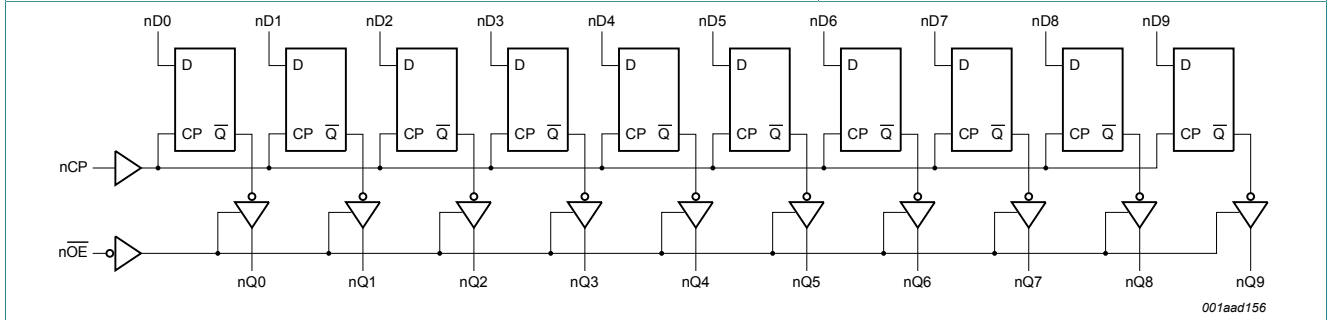 nD0 nD1 nD2 nD3 nD4 nD5 nD6 nD7 nD8 nD9
D D D D D D D D D D
CP Q̅ CP Q̅ CP Q̅ CP Q̅ CP Q̅ CP Q̅ CP Q̅ CP Q̅ CP Q̅ CP Q̅
nCP
nO̅E̅
nQ0 nQ1 nQ2 nQ3 nQ4 nQ5 nQ6 nQ7 nQ8 nQ9
001aad156